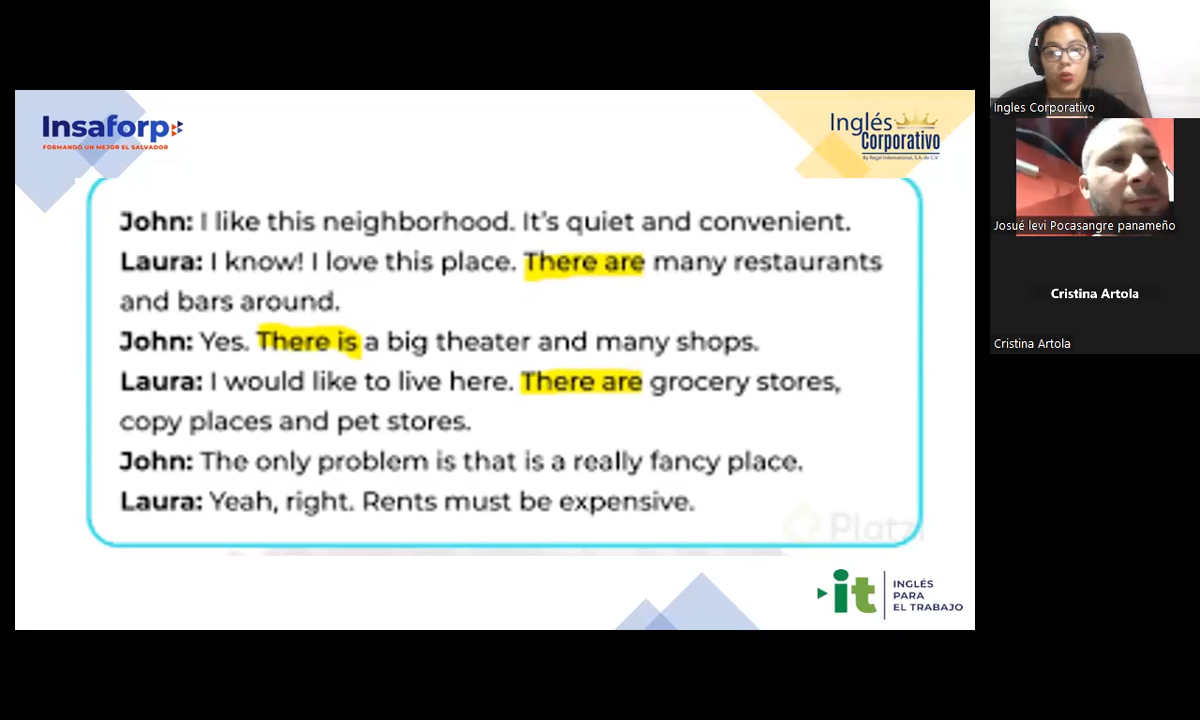 Insaforp
FORMANDO UN MEJOR EL SALVADOR
Inglés
Corporativo
By Regal International, S.A. de C.V.
John: I like this neighborhood. It's quiet and convenient.
Laura: I know! I love this place. There are many restaurants
and bars around.
John: Yes. There is a big theater and many shops.
Laura: I would like to live here. There are grocery stores,
copy places and pet stores.
John: The only problem is that is a really fancy place.
Laura: Yeah, right. Rents must be expensive.
Platzi
it
INGLÉS
PARA
EL TRABAJO
Ingles Corporativo
Josué levi Pocasangre panameño
Cristina Artola
Cristina Artola